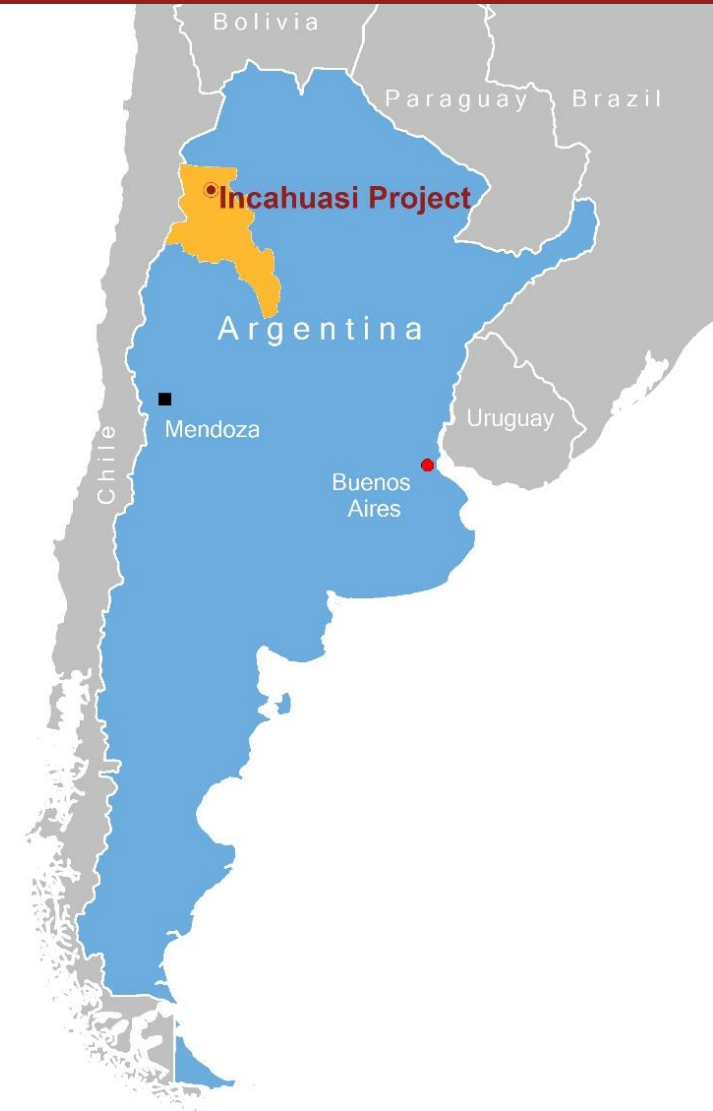 Bolivia
Paraguay
Brazil
Incahuasi Project
Argentina
Mendoza
Uruguay
Chile
Buenos
Aires